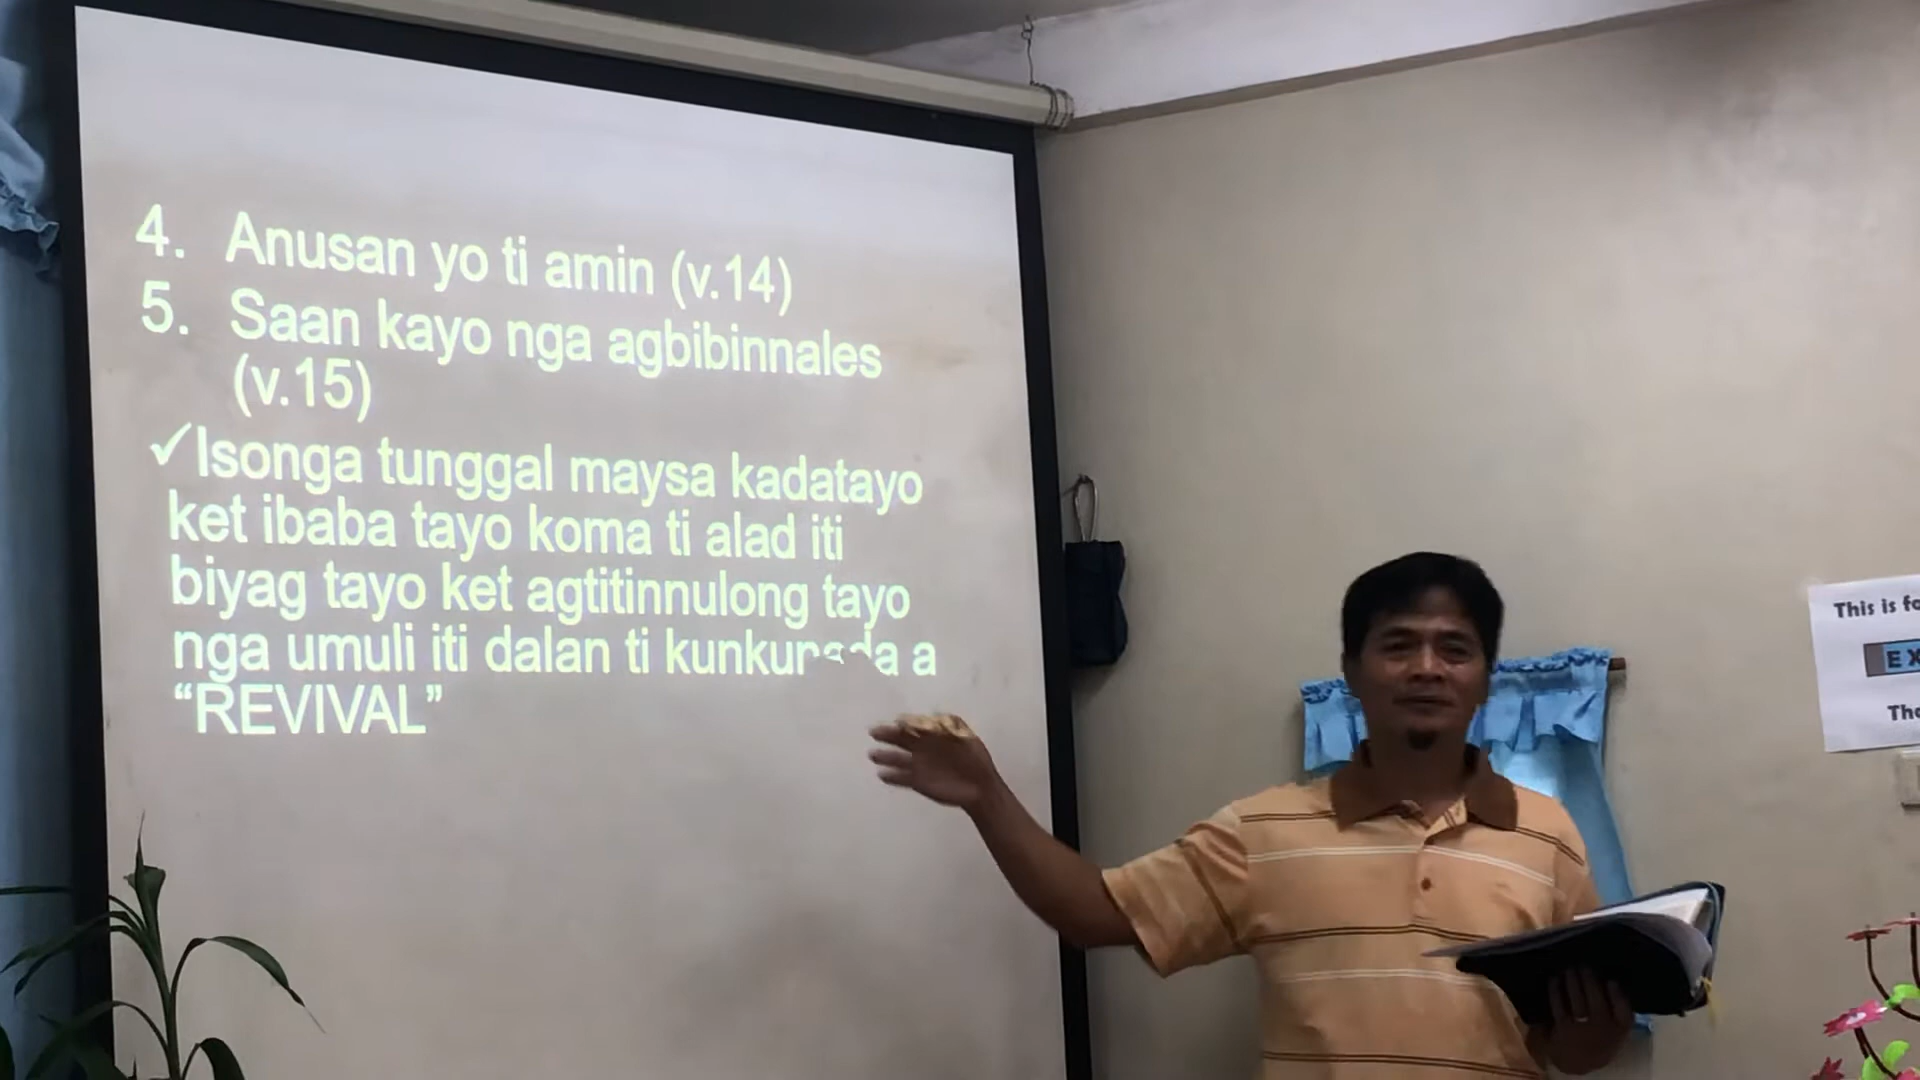 4. Anusan yo ti amin (v.14)
5. Saan kayo nga agbibinnales
(v.15)
✓Isonga tunggal maysa kadatayo
ket ibaba tayo koma ti alad iti
biyag tayo ket agtitinnulong tayo
nga umuli iti dalan ti a
“REVIVAL”
This is